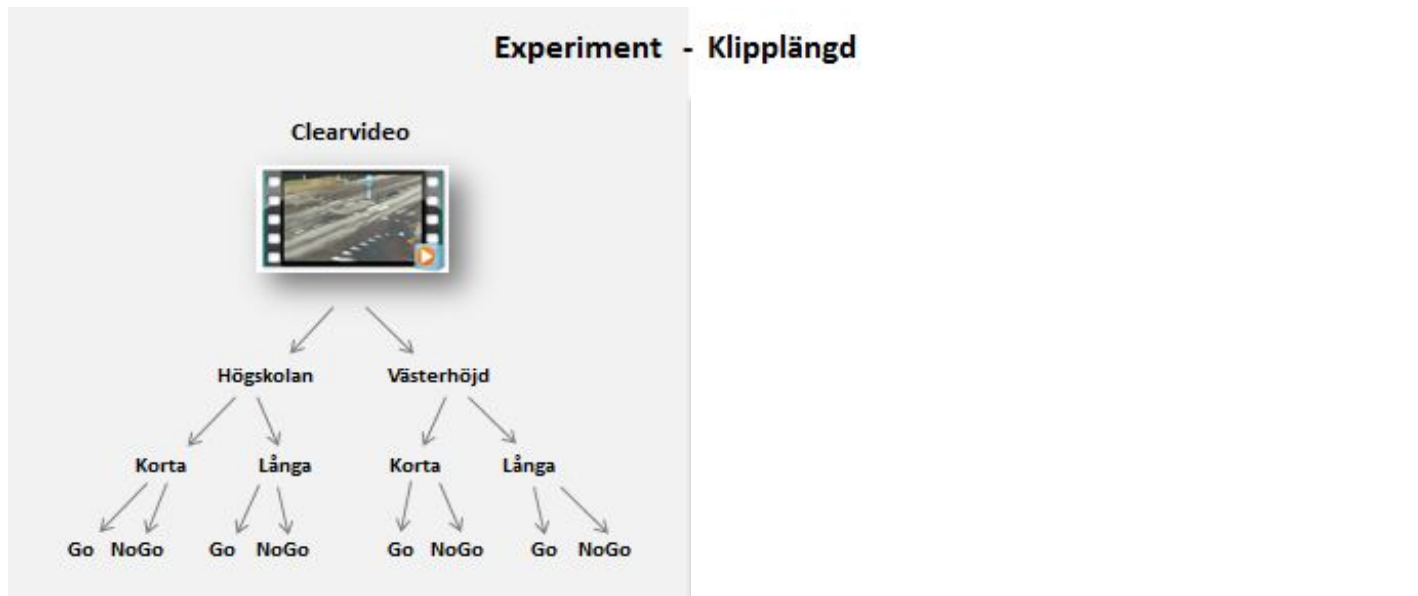 Experiment - Klipplängd
Clearvideo
Högskolan Västerhöjd
Korta Långa Korta Långa
Go NoGo Go NoGo Go NoGo Go NoGo